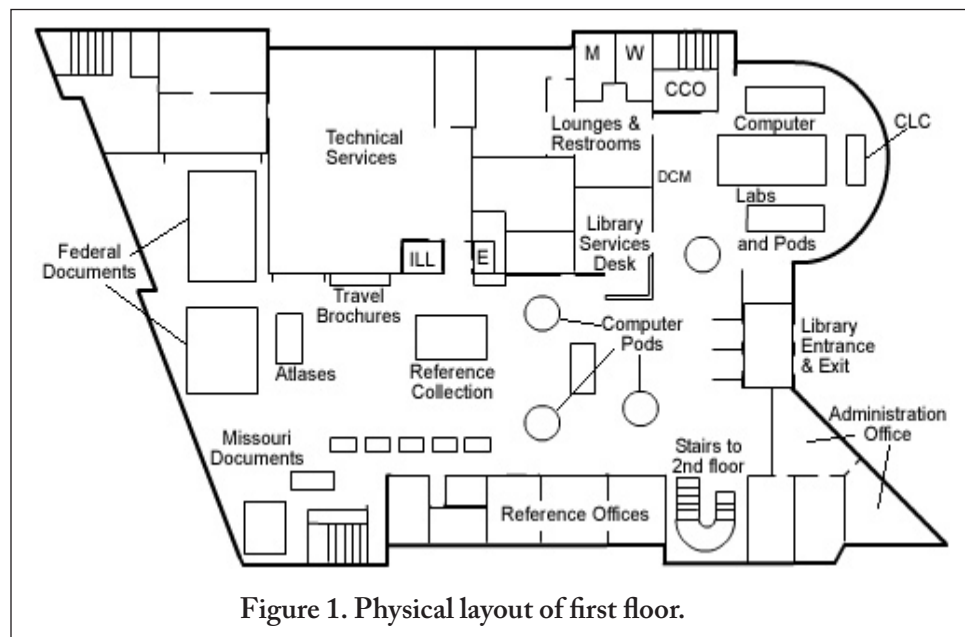 M
W
CCO
CLC
Technical
Services
Lounges &
Restrooms
Computer
DCM
Labs
and Pods
Library
Services
Desk
Federal
Documents
ILL
E
Travel
Brochures
Computer
Pods
Library
Entrance
& Exit
Atlases
Reference
Collection
Administration
Office
Missouri
Documents
Stairs to
2nd floor
Reference Offices
Figure 1. Physical layout of first floor.